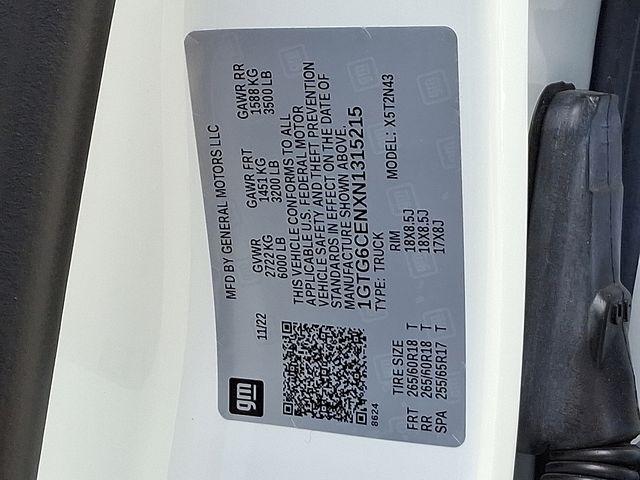 MFD BY GENERAL MOTORS LLC
11/22 GVWR GAWR FRT GAWR RR
2722 KG 1451 KG 1588 KG
6000 LB 3200 LB 3500 LB
THIS VEHICLE CONFORMS TO ALL
APPLICABLE U.S. FEDERAL MOTOR
VEHICLE SAFETY AND THEFT PREVENTION
STANDARDS IN EFFECT ON THE DATE OF
MANUFACTURE SHOWN ABOVE.
1GTG6CENXN1315215
TYPE: TRUCK MODEL: X5T2N43
gm
8624
TIRE SIZE RIM
FRT 265/60R18 T 18X8.5J
RR 265/60R18 T 18X8.5J
SPA 255/65R17 T 17X8J